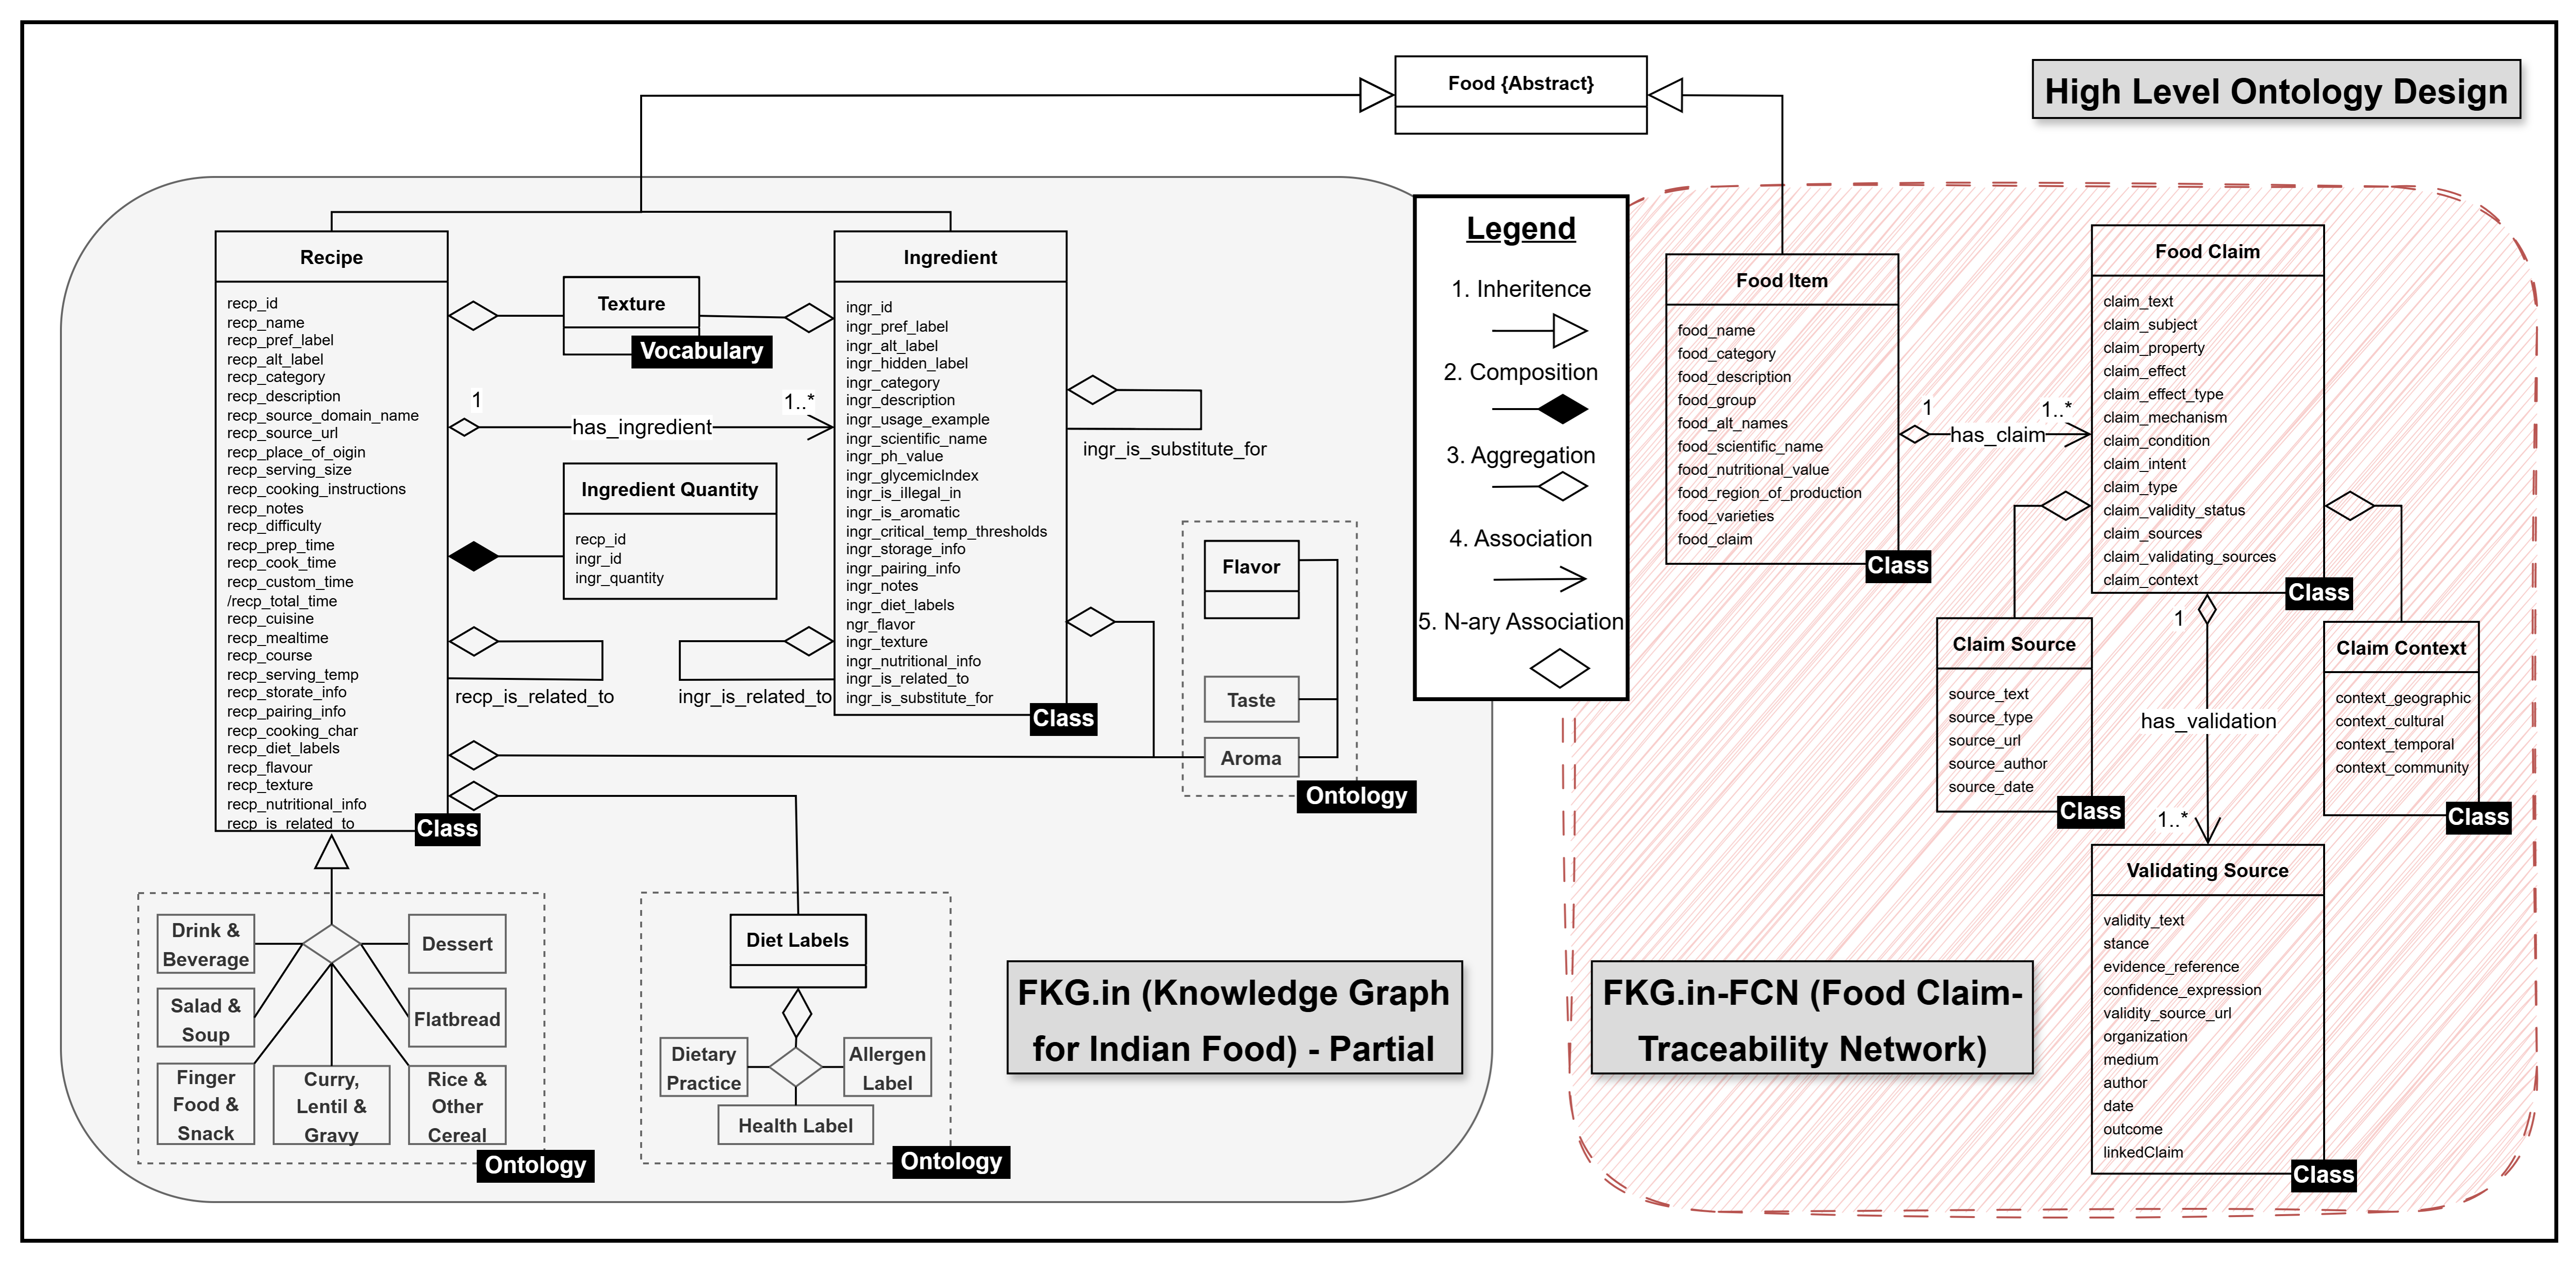 Food {Abstract}
High Level Ontology Design
Recipe
recp_id
recp_name
recp_pref_label
recp_alt_label
recp_category
recp_description
recp_source_domain_name
recp_source_url
recp_place_of_oigin
recp_serving_size
recp_cooking_instructions
recp_notes
recp_difficulty
recp_prep_time
recp_cook_time
recp_custom_time
/recp_total_time
recp_cuisine
recp_mealtime
recp_course
recp_serving_temp
recp_storate_info
recp_pairing_info
recp_cooking_char
recp_diet_labels
recp_flavour
recp_texture
recp_nutritional_info
recp_is_related_to
Class
Texture
Vocabulary
1
has_ingredient
1..*
Ingredient Quantity
recp_id
ingr_id
ingr_quantity
recp_is_related_to
ingr_is_related_to
Ingredient
ingr_id
ingr_pref_label
ingr_alt_label
ingr_hidden_label
ingr_category
ingr_description
ingr_usage_example
ingr_scientific_name
ingr_ph_value
ingr_glycemicIndex
ingr_is_illegal_in
ingr_is_aromatic
ingr_critical_temp_thresholds
ingr_storage_info
ingr_pairing_info
ingr_notes
ingr_diet_labels
ngr_flavor
ingr_texture
ingr_nutritional_info
ingr_is_related_to
ingr_is_substitute_for
Class
ingr_is_substitute_for
Flavor
Taste
Aroma
Ontology
Drink &
Beverage
Dessert
Salad &
Soup
Flatbread
Finger
Food &
Snack
Curry,
Lentil &
Gravy
Rice &
Other
Cereal
Ontology
Diet Labels
Dietary
Practice
Allergen
Label
Health Label
Ontology
FKG.in (Knowledge Graph
for Indian Food) - Partial
Legend
1. Inheritence
2. Composition
3. Aggregation
4. Association
5. N-ary Association
Food Item
food_name
food_category
food_description
food_group
food_alt_names
food_scientific_name
food_nutritional_value
food_region_of_production
food_varieties
food_claim
Class
1
has_claim
1..*
Food Claim
claim_text
claim_subject
claim_property
claim_effect
claim_effect_type
claim_mechanism
claim_condition
claim_intent
claim_type
claim_validity_status
claim_sources
claim_validating_sources
claim_context
Class
Claim Source
source_text
source_type
source_url
source_author
source_date
Class
1
has_validation
1..*
Claim Context
context_geographic
context_cultural
context_temporal
context_community
Class
Validating Source
validity_text
stance
evidence_reference
confidence_expression
validity_source_url
organization
medium
author
date
outcome
linkedClaim
Class
FKG.in-FCN (Food Claim-
Traceability Network)